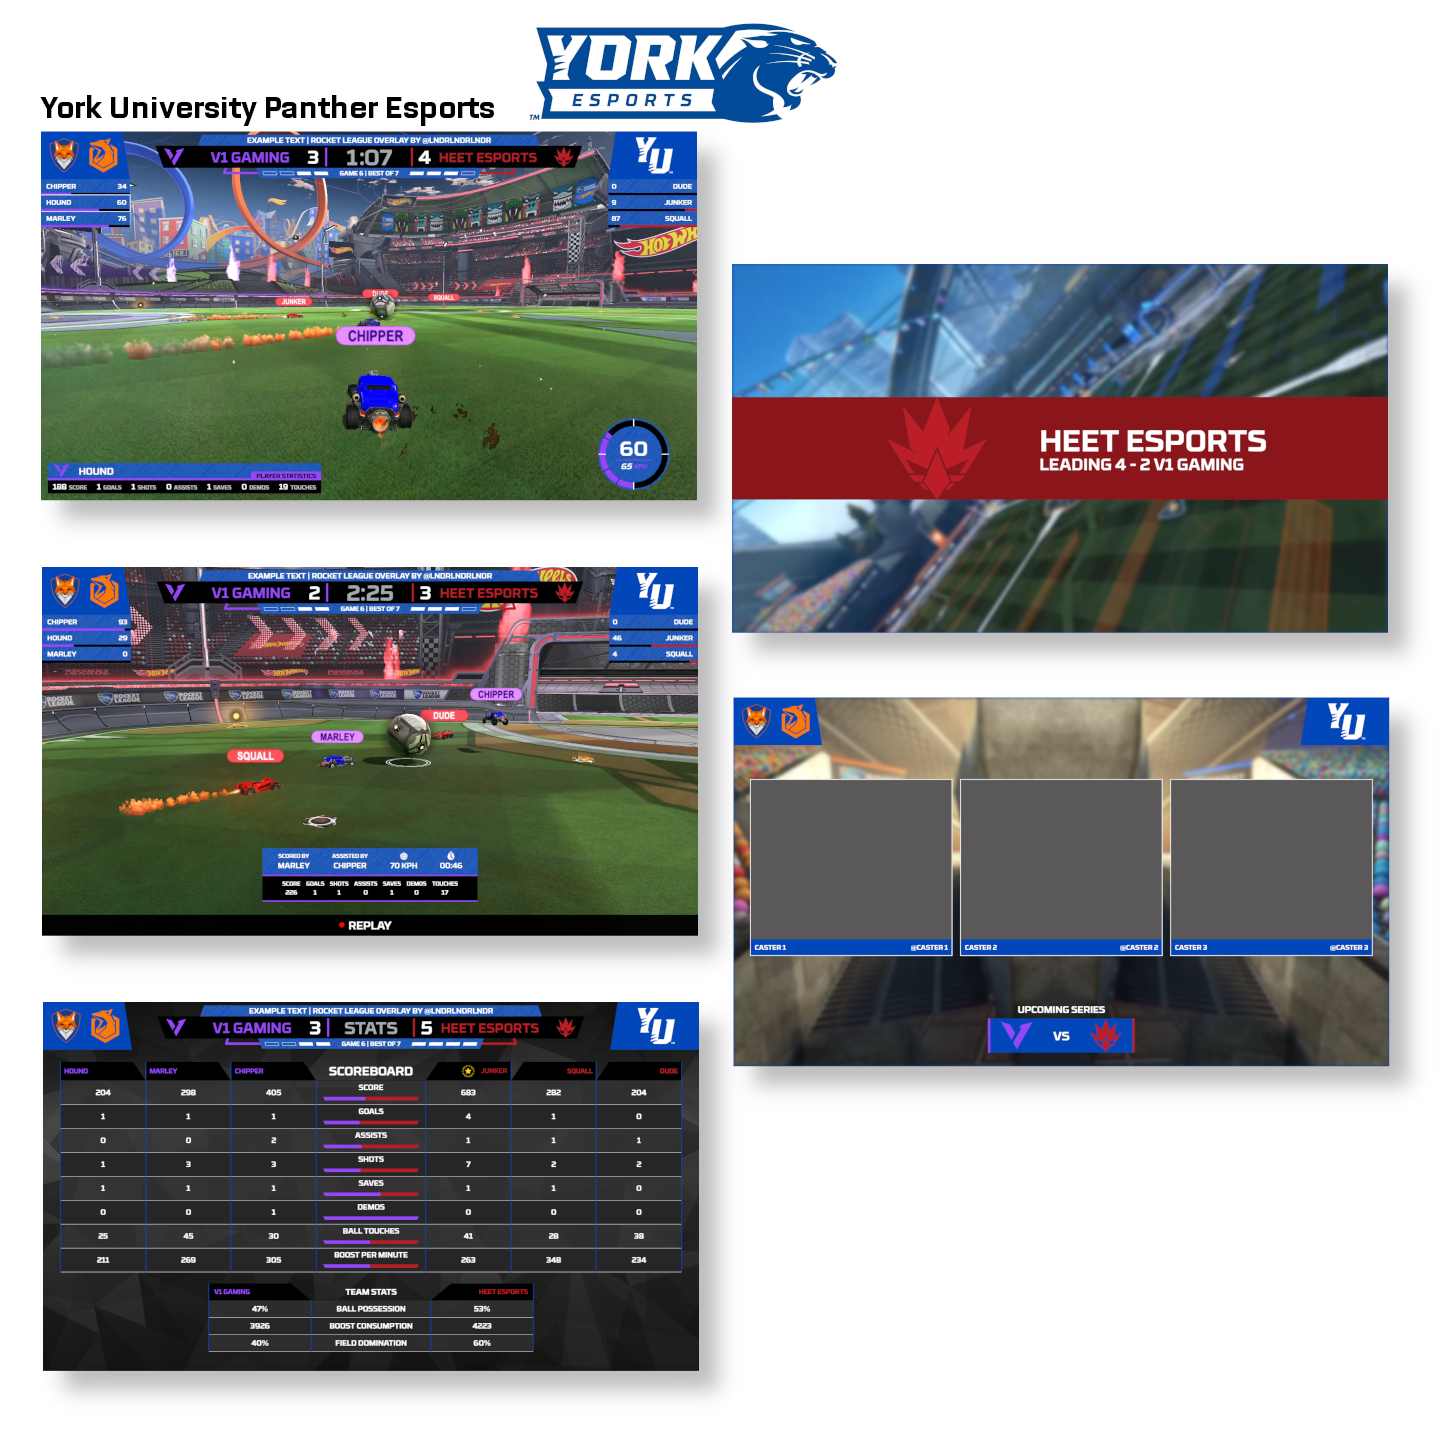 YORK
ESPORTS
TM
York University Panther Esports
EXAMPLE TEXT | ROCKET LEAGUE OVERLAY BY @LNDRLNDRLNDR
V1 GAMING 3 1:07 4 HEET ESPORTS
GAME 6 | BEST OF 7
YU
CHIPPER 34
HOUND 60
MARLEY 76
0 DUDE
9 JUNKER
87 SQUALL
HOT WH
JUNKER
DUDE
SQUALL
CHIPPER
60
65 KPH
HOUND
PLAYER STATISTICS
188 SCORE 1 GOALS 1 SHOTS 0 ASSISTS 1 SAVES 0 DEMOS 19 TOUCHES
HEET ESPORTS
LEADING 4 - 2 V1 GAMING
EXAMPLE TEXT | ROCKET LEAGUE OVERLAY BY @LNDRLNDRLNDR
V1 GAMING 2 2:25 3 HEET ESPORTS
GAME 6 | BEST OF 7
YU
CHIPPER 93
HOUND 29
MARLEY 0
0 DUDE
46 JUNKER
4 SQUALL
ROCKET LEAGUE
CHIPPER
DUDE
MARLEY
SQUALL
SCORED BY ASSISTED BY
MARLEY CHIPPER 70 KPH 00:46
SCORE GOALS SHOTS ASSISTS SAVES DEMOS TOUCHES
226 1 1 0 1 0 17
REPLAY
YU
CASTER 1 @CASTER 1
CASTER 2 @CASTER 2
CASTER 3 @CASTER 3
UPCOMING SERIES
VS
EXAMPLE TEXT | ROCKET LEAGUE OVERLAY BY @LNDRLNDRLNDR
V1 GAMING 3 STATS 5 HEET ESPORTS
GAME 6 | BEST OF 7
YU
HOUND MARLEY CHIPPER SCOREBOARD JUNKER SQUALL DUDE
204 298 405 SCORE 683 282 204
1 1 1 GOALS 4 1 0
0 0 2 ASSISTS 1 1 1
1 3 3 SHOTS 7 2 2
1 1 1 SAVES 1 1 0
0 0 1 DEMOS 0 0 0
25 45 30 BALL TOUCHES 41 28 38
211 269 305 BOOST PER MINUTE 263 348 234
V1 GAMING TEAM STATS HEET ESPORTS
47% BALL POSSESSION 53%
3926 BOOST CONSUMPTION 4223
40% FIELD DOMINATION 60%